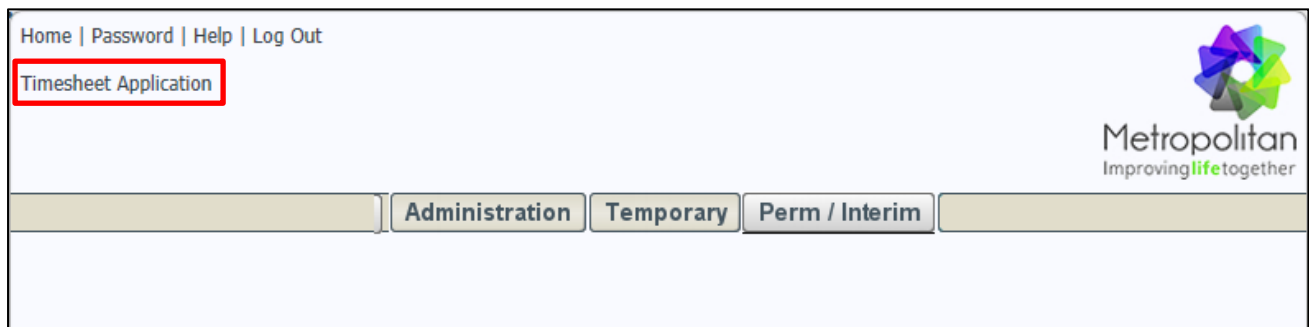 Home | Password | Help | Log Out
Timesheet Application
Metropolitan
Improvinglifetogether
Administration Temporary Perm / Interim